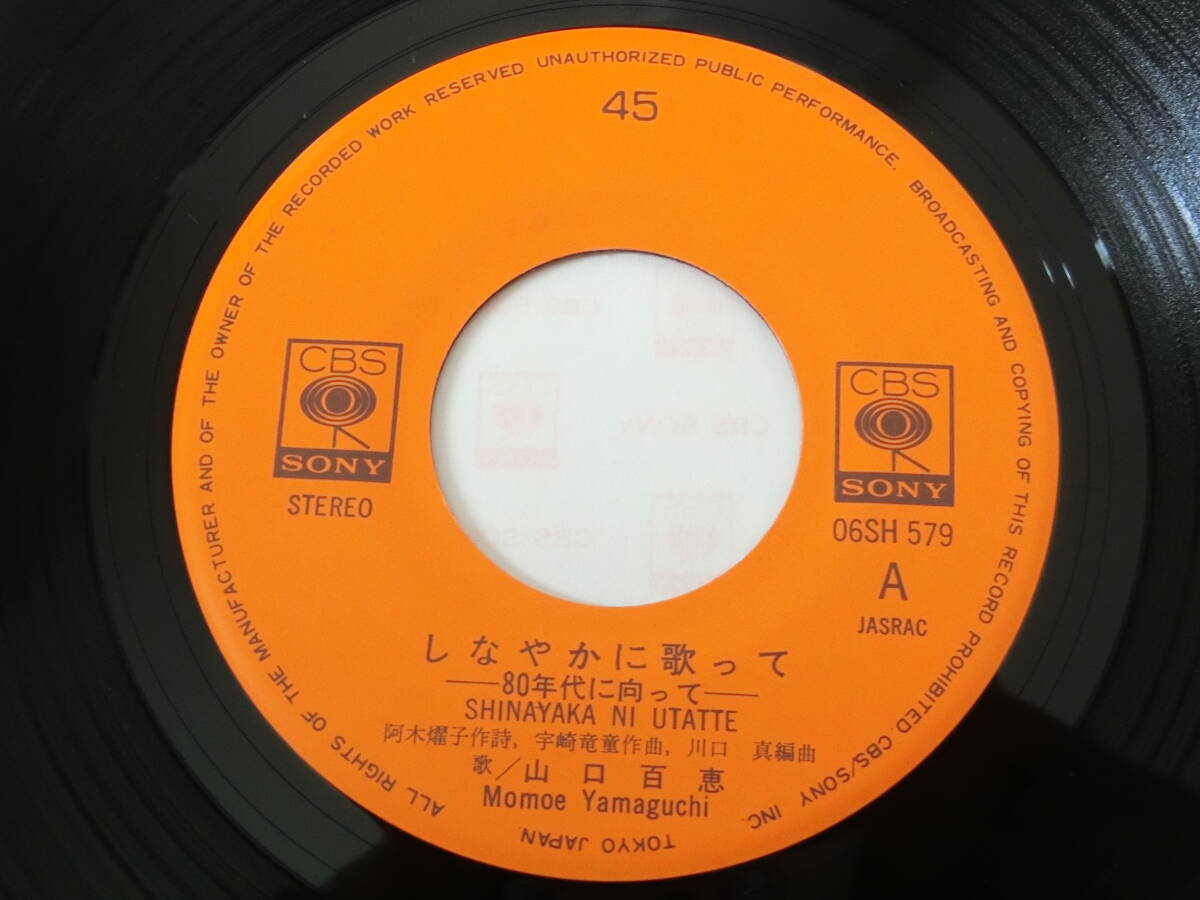 ALL RIGHTS OF THE MANUFACTURER AND OF THE OWNER OF THE RECORDED WORK RESERVED UNAUTHORIZED PUBLIC PERFORMANCE. BROADCASTING AND COPYING OF THIS RECORD PROHIBITED. CBS/SONY INC. TOKYO JAPAN.
45
CBS
SONY
STEREO
CBS
SONY
06SH 579
A
JASRAC
しなやかに歌って
—80年代に向って—
SHINAYAKA NI UTATTE
阿木燿子作詩, 宇崎竜童作曲, 川口 真編曲
歌/山口百恵
Momoe Yamaguchi